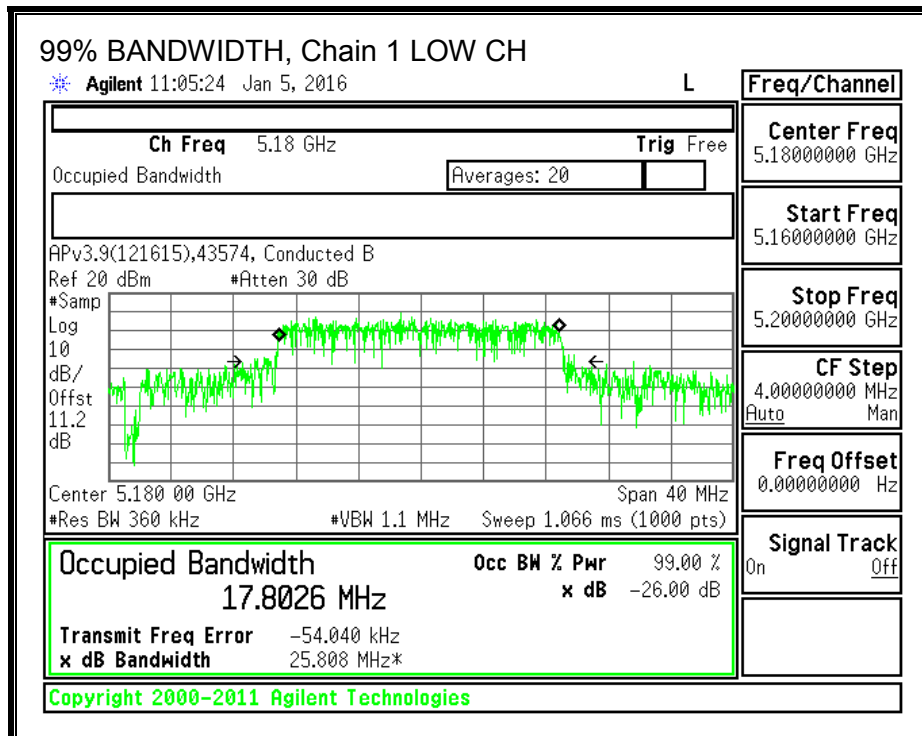 99% BANDWIDTH, Chain 1 LOW CH
Agilent 11:05:24 Jan 5, 2016 L
Freq/Channel
Ch Freq 5.18 GHz Trig Free
Occupied Bandwidth Averages: 20
APv3.9(121615),43574, Conducted B
Ref 20 dBm #Atten 30 dB
#Samp
Log
10
dB/
Offst
11.2
dB
Center 5.180 00 GHz Span 40 MHz
#Res BW 360 kHz #VBW 1.1 MHz Sweep 1.066 ms (1000 pts)
Occupied Bandwidth Occ BW % Pwr 99.00 %
17.8026 MHz x dB -26.00 dB
Transmit Freq Error -54.040 kHz
x dB Bandwidth 25.808 MHz*
Copyright 2000-2011 Agilent Technologies
Center Freq
5.18000000 GHz
Start Freq
5.16000000 GHz
Stop Freq
5.20000000 GHz
CF Step
4.00000000 MHz
Auto Man
Freq Offset
0.00000000 Hz
Signal Track
On Off